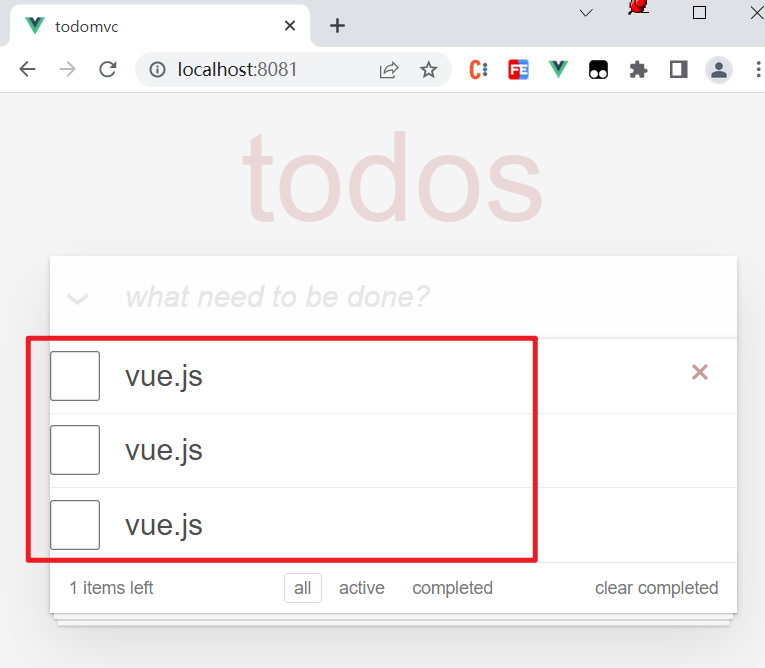 todomvc
localhost:8081
todos
what need to be done?
vue.js
vue.js
vue.js
1 items left all active completed clear completed